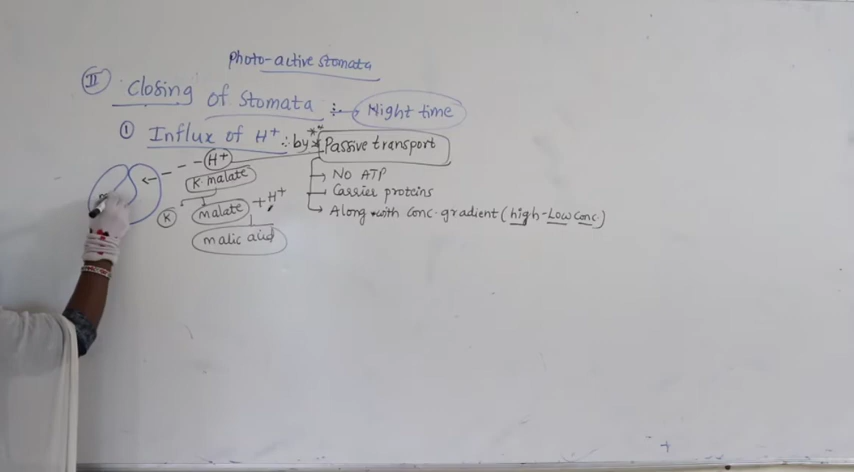 Photo-active stomata
II Closing of Stomata :- Night time
① Influx of H+ ∴ by ** Passive transport
H+
K-malate
→ No ATP
→ Carrier proteins
K malate + H+
→ Along with conc. gradient (high-Low conc.)
malic acid